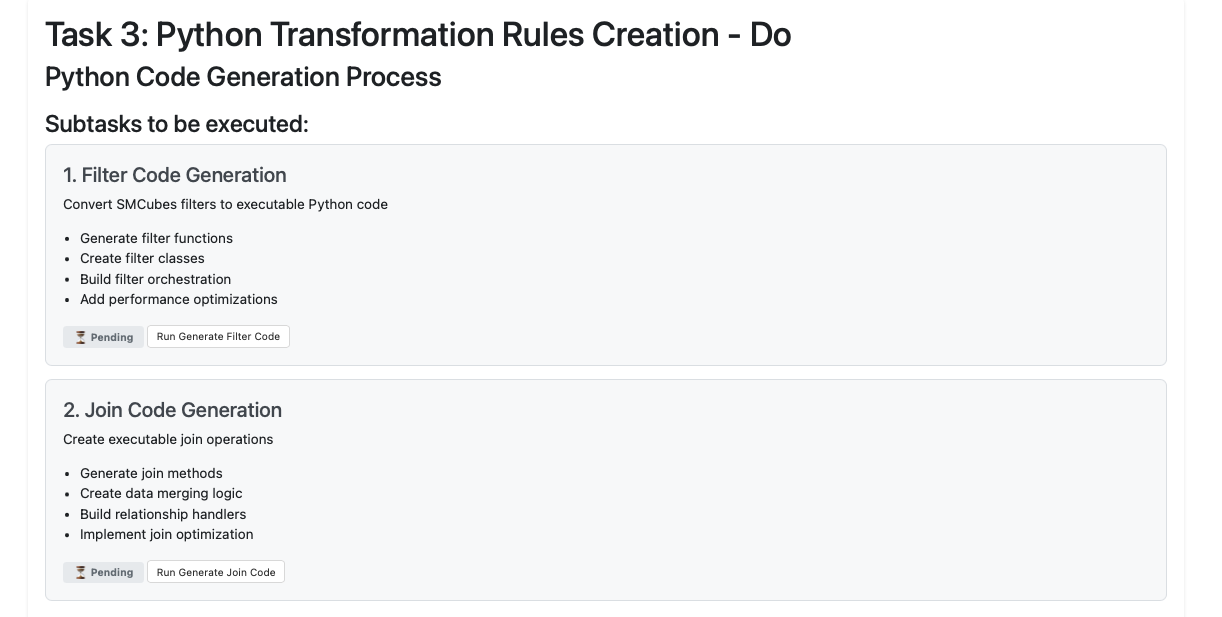 Task 3: Python Transformation Rules Creation - Do
Python Code Generation Process
Subtasks to be executed:
1. Filter Code Generation
Convert SMCubes filters to executable Python code
• Generate filter functions
• Create filter classes
• Build filter orchestration
• Add performance optimizations
⏳ Pending Run Generate Filter Code
2. Join Code Generation
Create executable join operations
• Generate join methods
• Create data merging logic
• Build relationship handlers
• Implement join optimization
⏳ Pending Run Generate Join Code